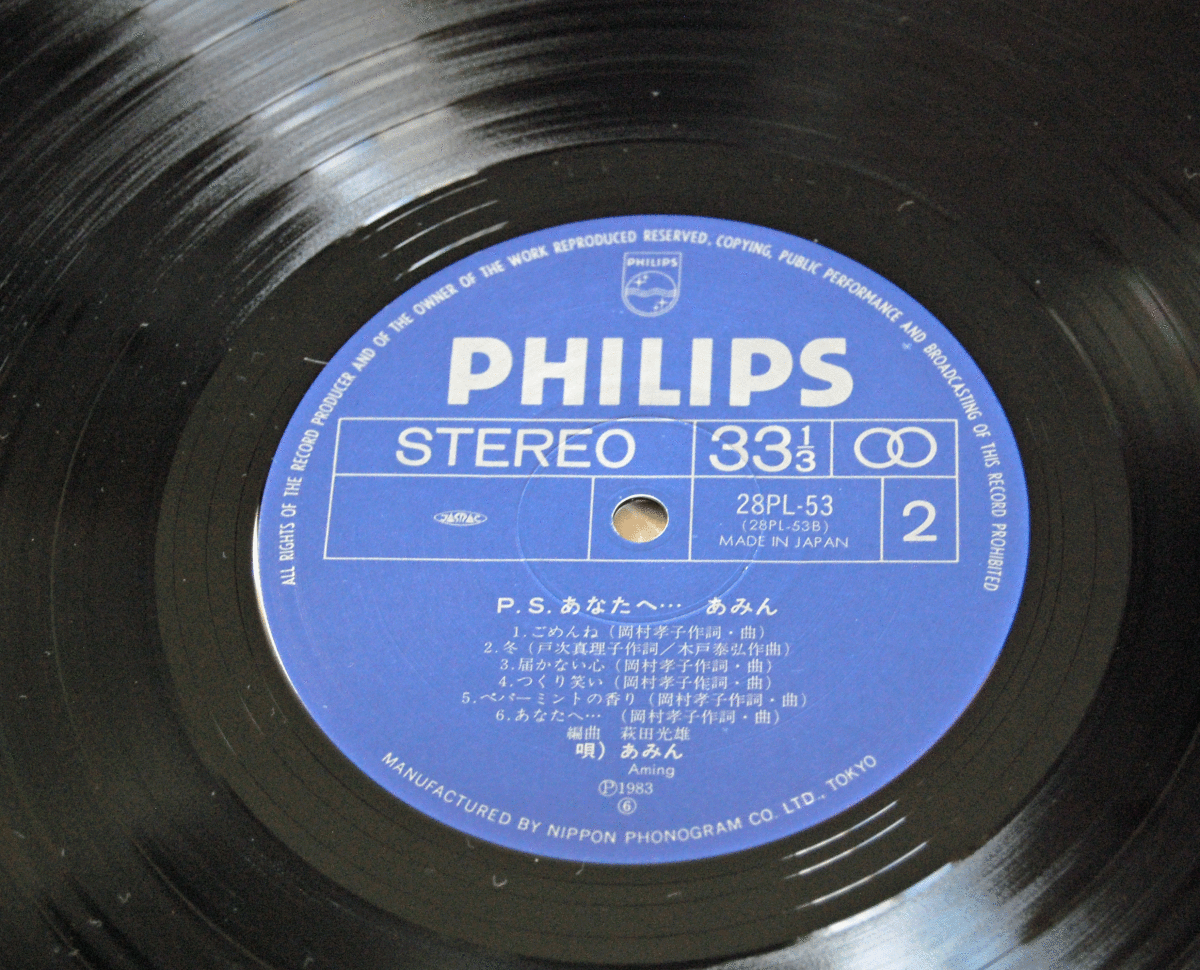 ALL RIGHTS OF THE RECORD PRODUCER AND OF THE OWNER OF THE WORK REPRODUCED RESERVED. COPYING, PUBLIC PERFORMANCE AND BROADCASTING OF THIS RECORD PROHIBITED
PHILIPS
PHILIPS
STEREO 33 1/3
JASRAC
28PL-53
(28PL-53B)
MADE IN JAPAN
2
P.S.あなたへ… あみん
1.ごめんね(岡村孝子作詞・曲)
2.冬(戸次真理子作詞/木戸泰弘作曲)
3.届かない心(岡村孝子作詞・曲)
4.つくり笑い(岡村孝子作詞・曲)
5.ペパーミントの香り(岡村孝子作詞・曲)
6.あなたへ… (岡村孝子作詞・曲)
編曲 萩田光雄
唄)あみん
Aming
Ⓟ1983
⑥
MANUFACTURED BY NIPPON PHONOGRAM CO. LTD., TOKYO